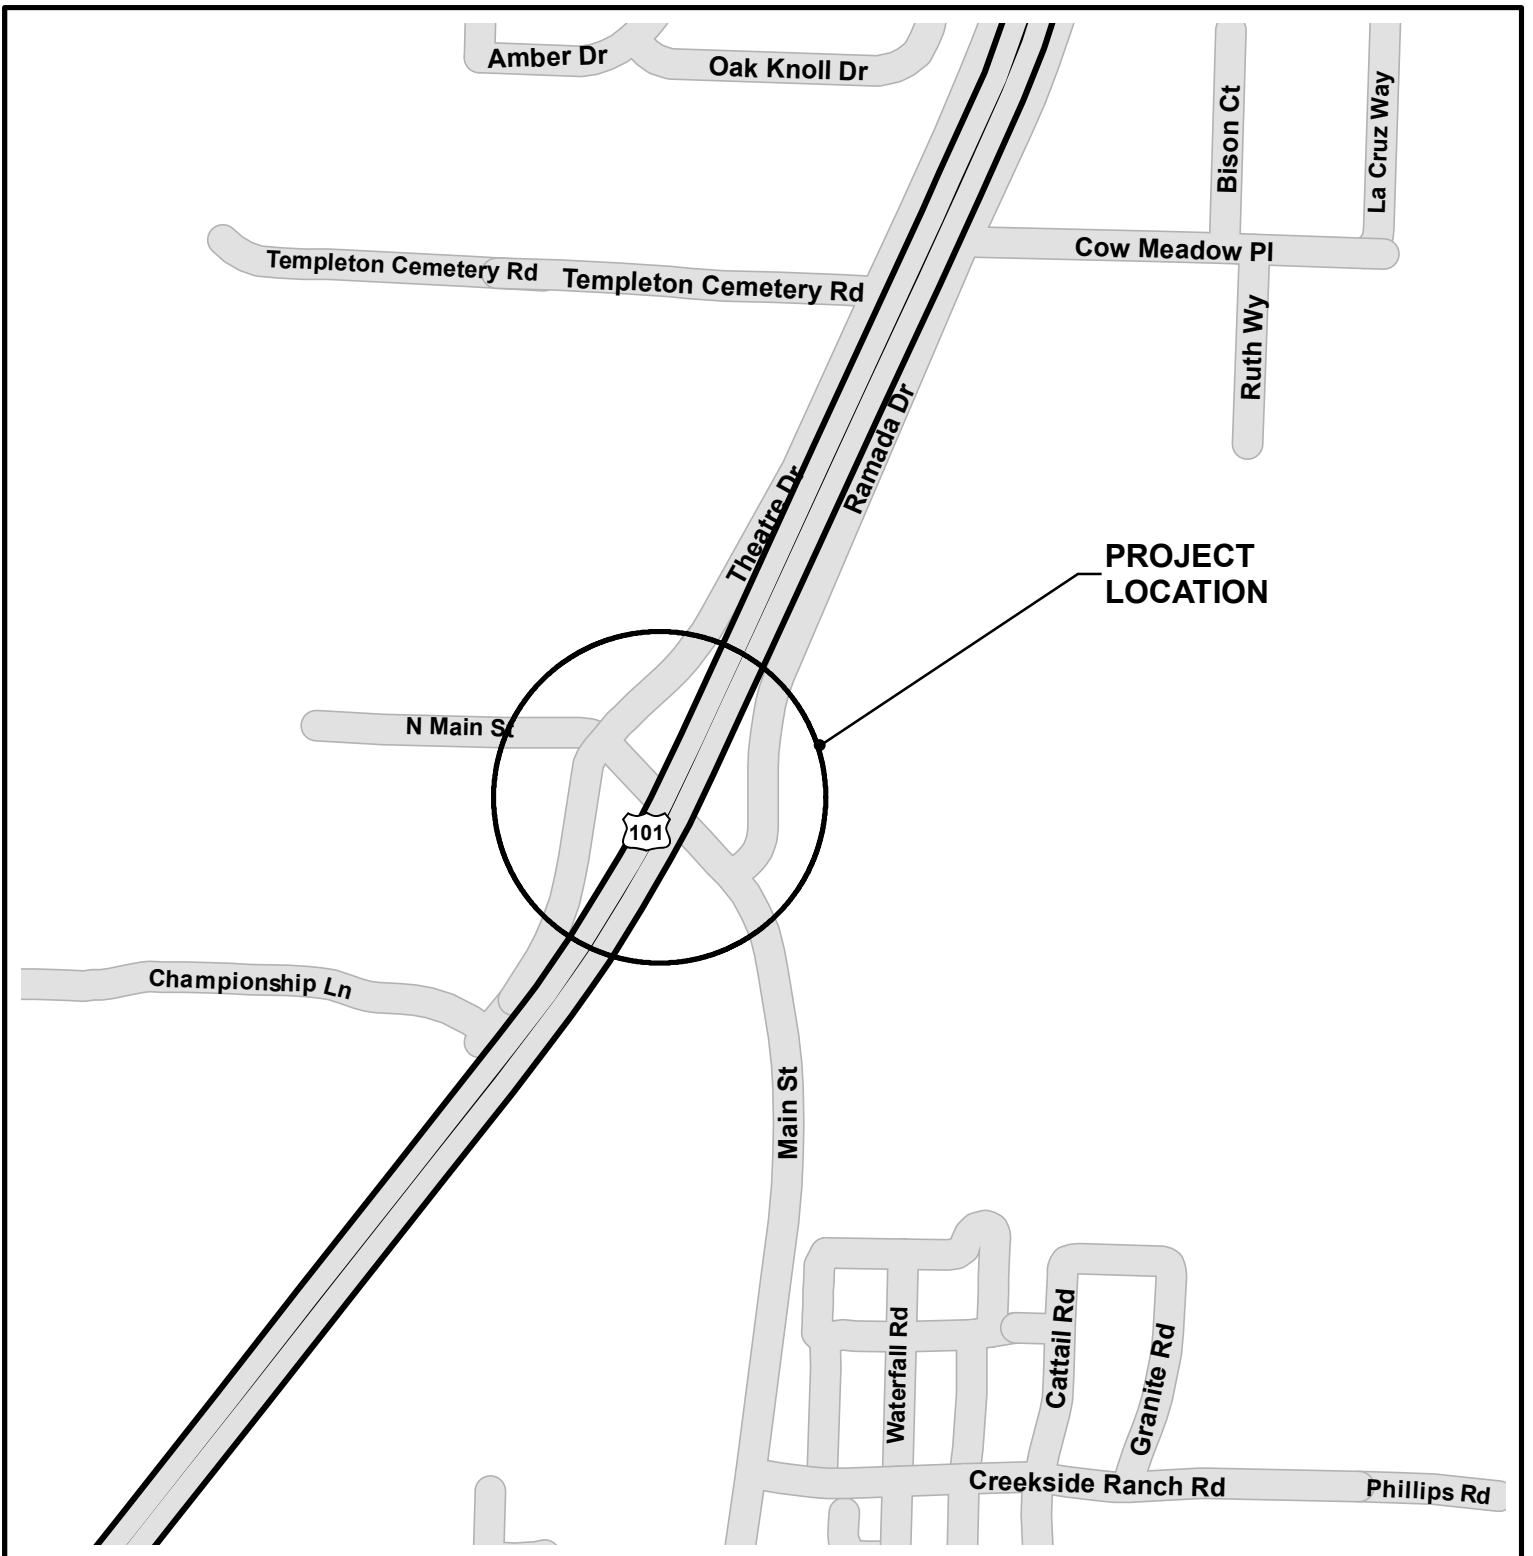 Amber Dr
Oak Knoll Dr
Bison Ct
La Cruz Way
Templeton Cemetery Rd
Templeton Cemetery Rd
Cow Meadow Pl
Ruth Wy
Ramada Dr
Theatre Dr
PROJECT
LOCATION
N Main St
101
Championship Ln
Main St
Waterfall Rd
Cattail Rd
Granite Rd
Creekside Ranch Rd
Phillips Rd